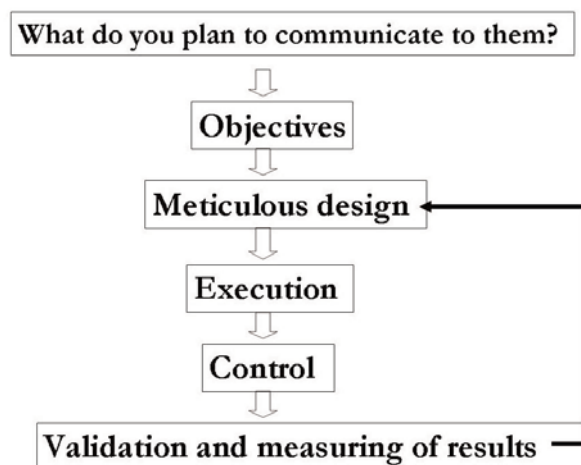 What do you plan to communicate to them?
Objectives
Meticulous design
Execution
Control
Validation and measuring of results